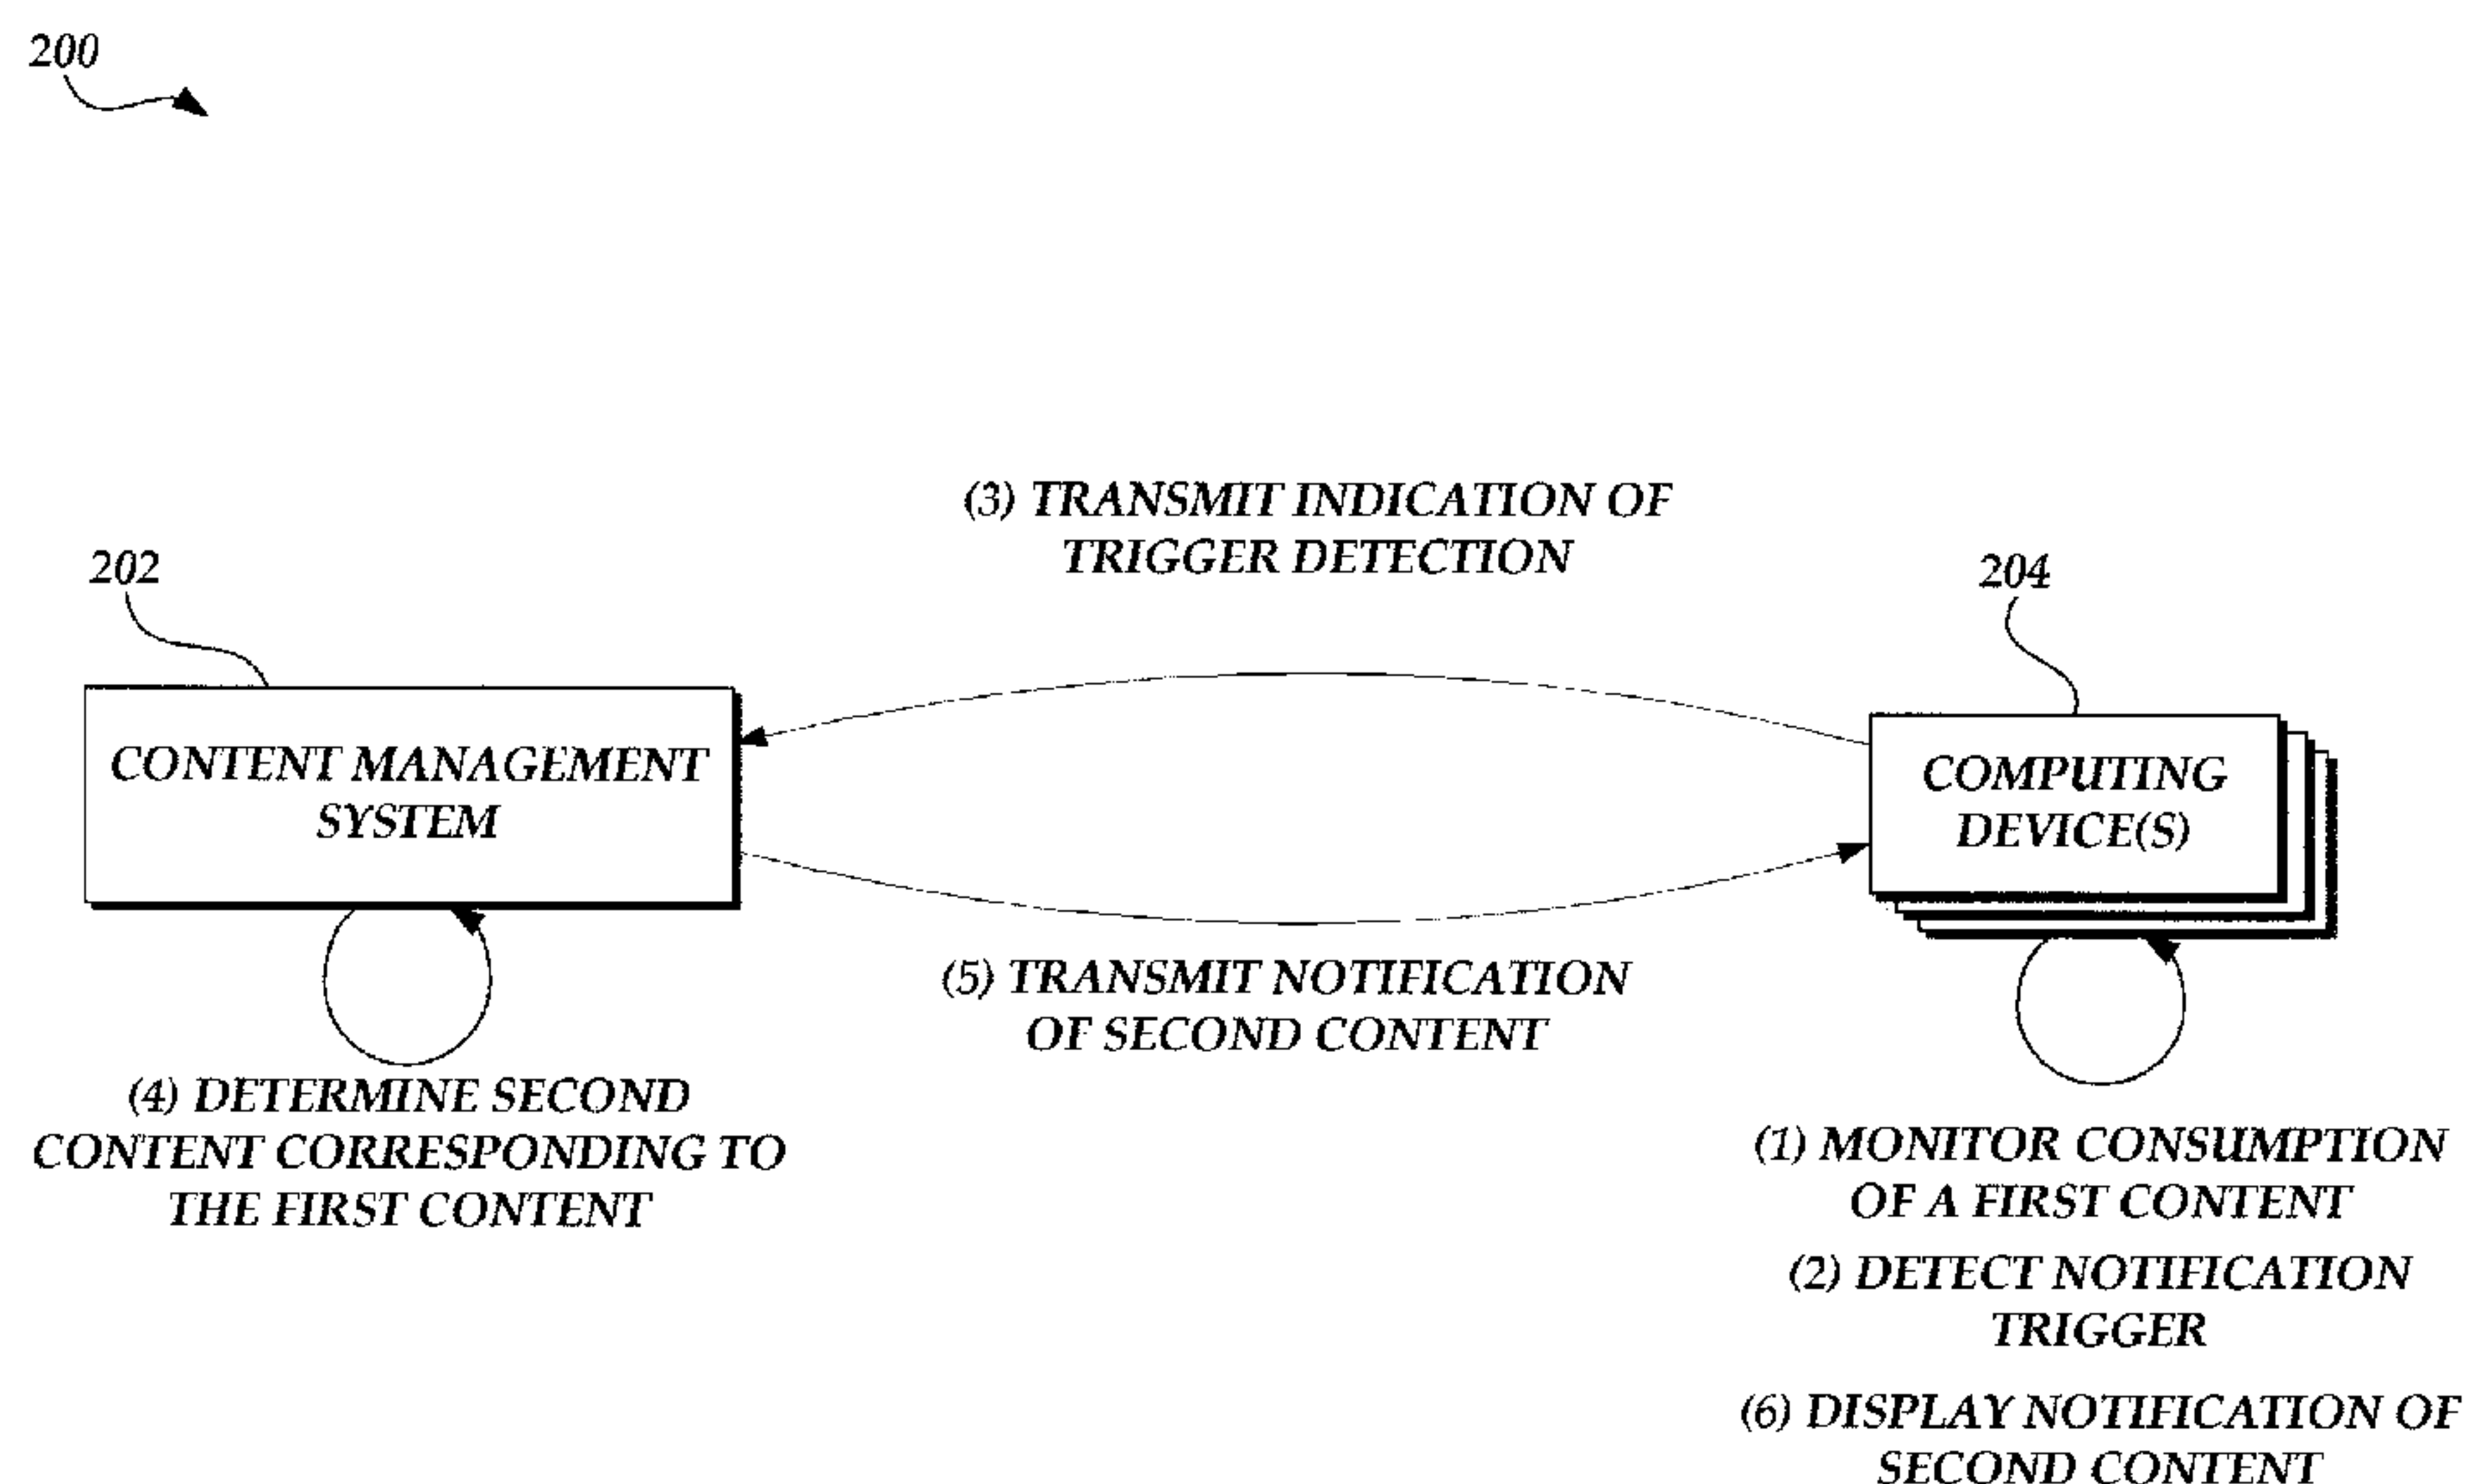 200
(3) TRANSMIT INDICATION OF
TRIGGER DETECTION
202
204
CONTENT MANAGEMENT
SYSTEM
COMPUTING
DEVICE(S)
(5) TRANSMIT NOTIFICATION
OF SECOND CONTENT
(4) DETERMINE SECOND
CONTENT CORRESPONDING TO
THE FIRST CONTENT
(1) MONITOR CONSUMPTION
OF A FIRST CONTENT
(2) DETECT NOTIFICATION
TRIGGER
(6) DISPLAY NOTIFICATION OF
SECOND CONTENT